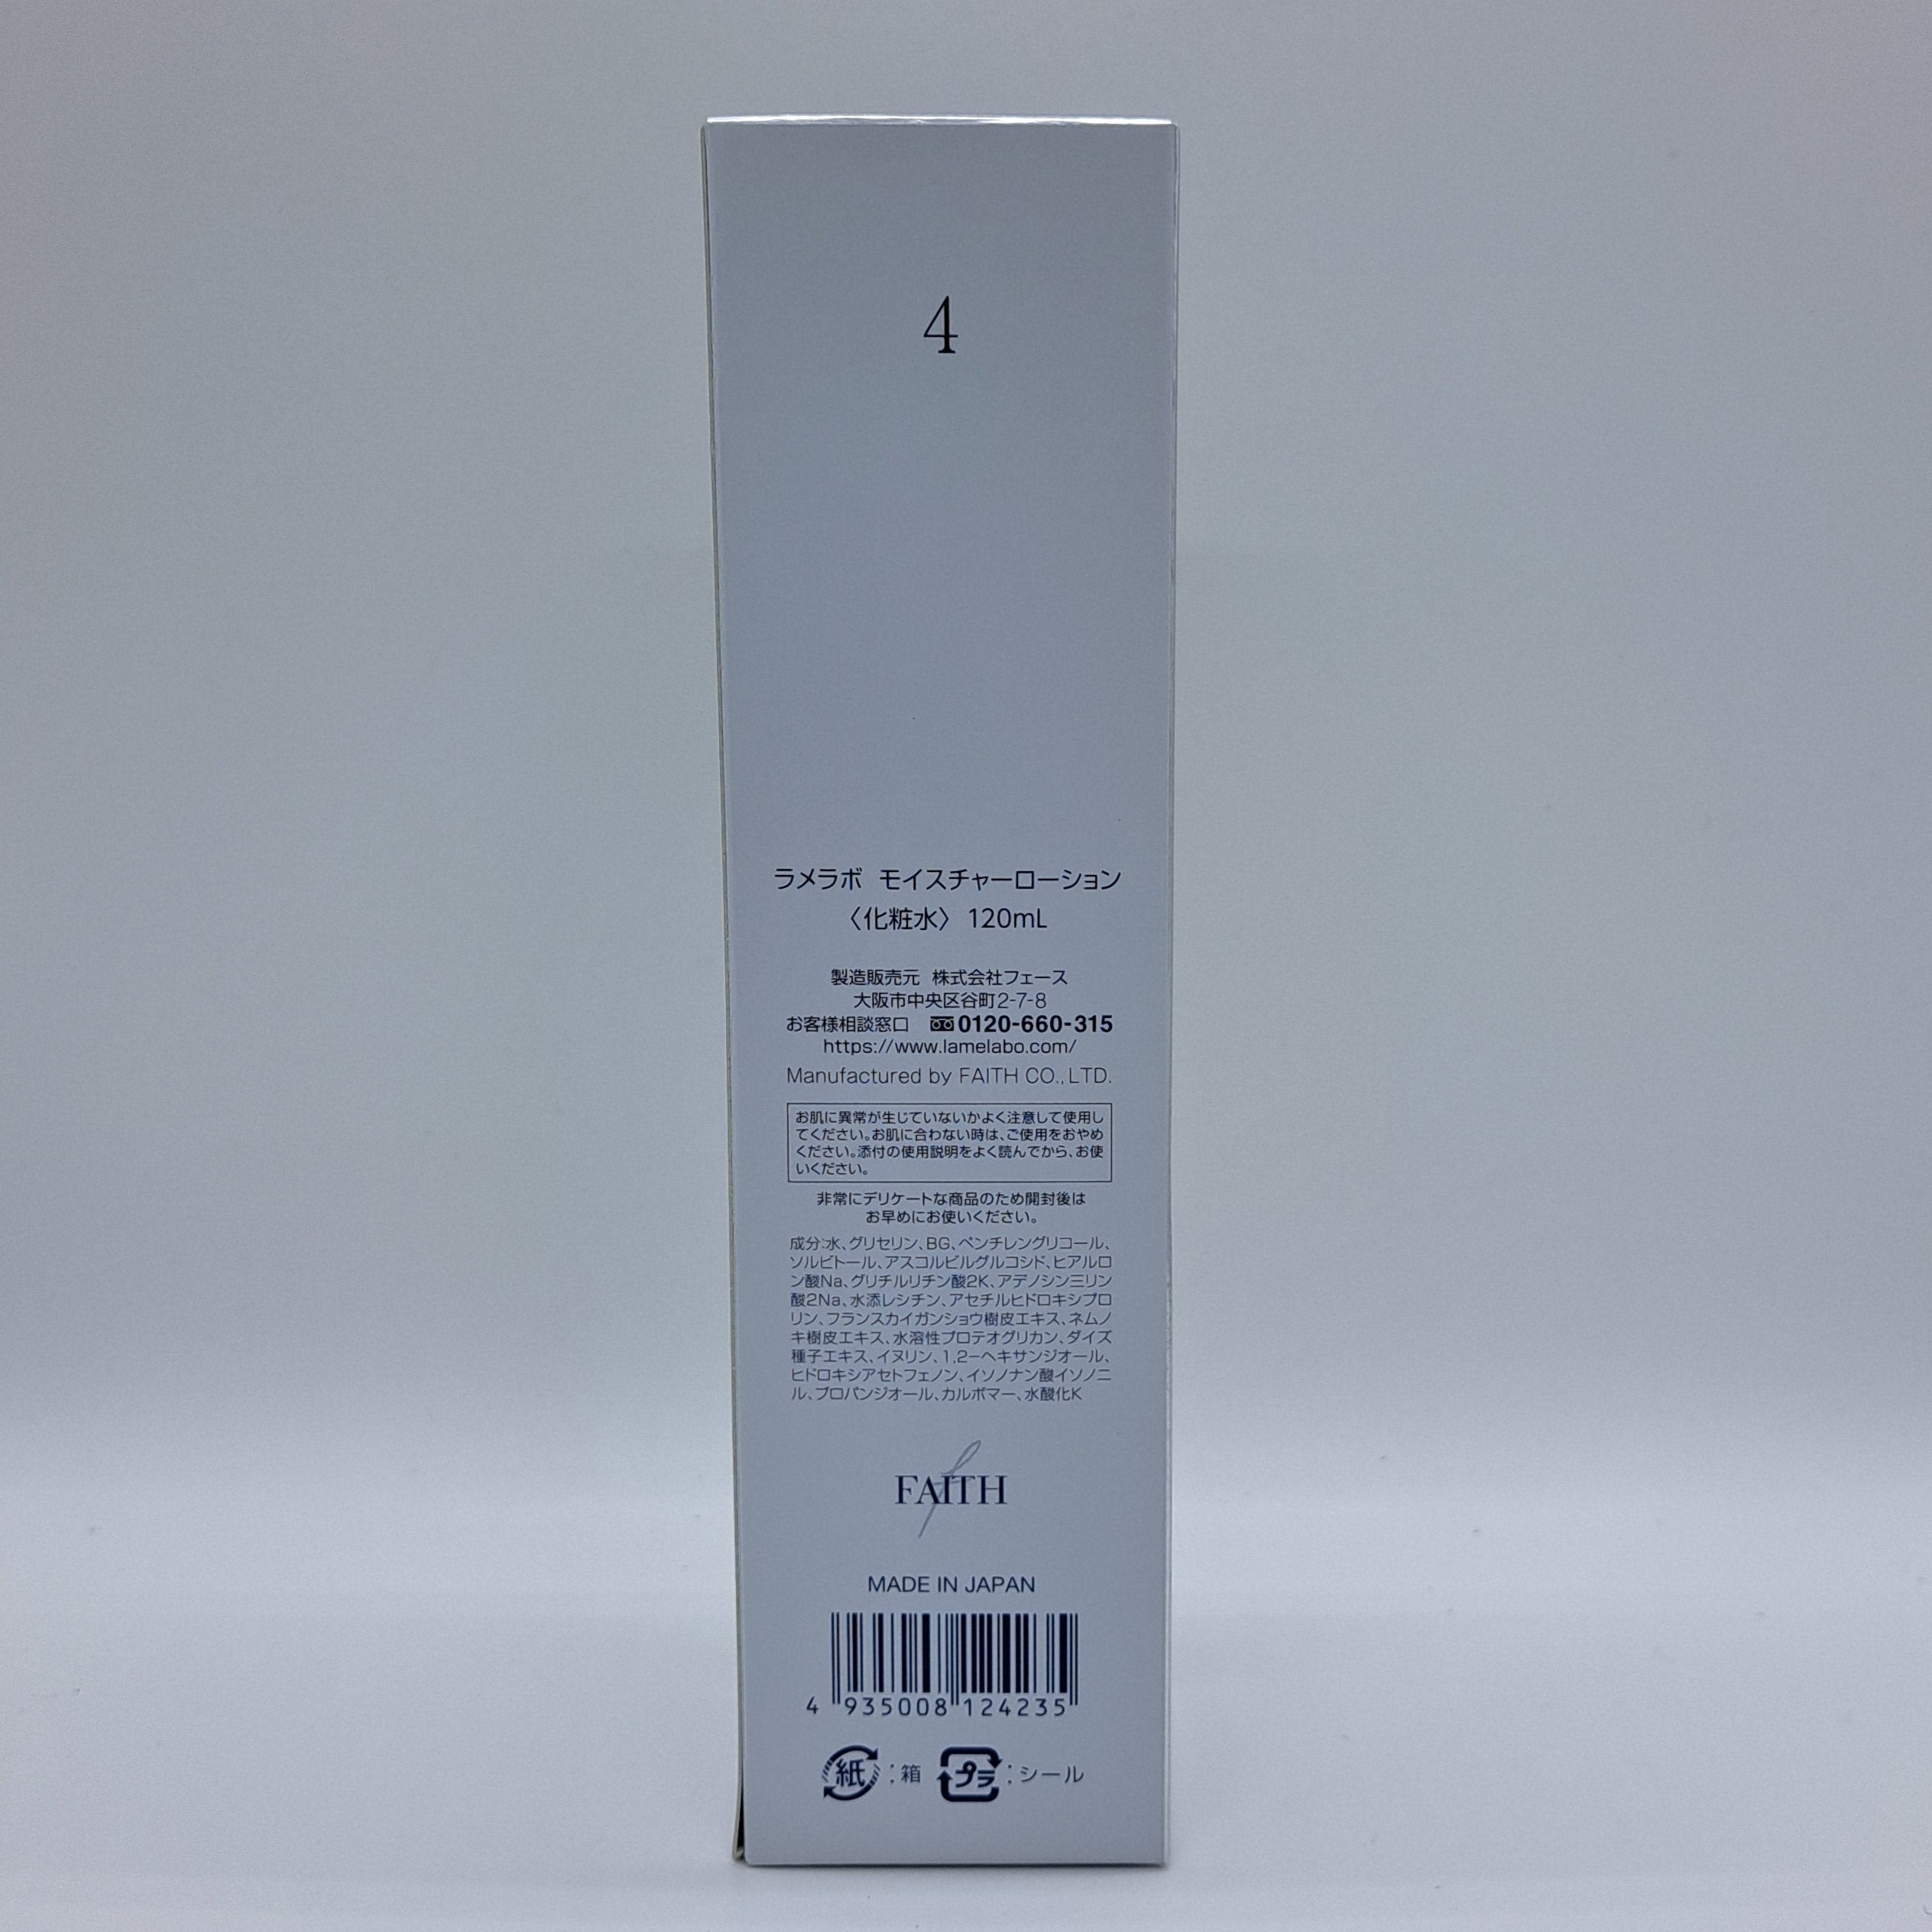 4
ラメラボ モイスチャーローション
〈化粧水〉 120mL
製造販売元 株式会社フェース
大阪市中央区谷町2-7-8
お客様相談窓口 0120-660-315
https://www.lamelabo.com/
Manufactured by FAITH CO., LTD.
お肌に異常が生じていないかよく注意して使用し
てください。お肌に合わない時は、ご使用をおやめ
ください。添付の使用説明をよく読んでから、お使
いください。
非常にデリケートな商品のため開封後は
お早めにお使いください。
成分:水、グリセリン、BG、ペンチレングリコール、
ソルビトール、アスコルビルグルコシド、ヒアルロ
ン酸Na、グリチルリチン酸2K、アデノシン三リン
酸2Na、水添レシチン、アセチルヒドロキシプロ
リン、フランスカイガンショウ樹皮エキス、ネムノ
キ樹皮エキス、水溶性プロテオグリカン、ダイズ
種子エキス、イヌリン、1,2-ヘキサンジオール、
ヒドロキシアセトフェノン、イソノナン酸イソノニ
ル、プロパンジオール、カルボマー、水酸化K
FAITH
MADE IN JAPAN
4 935008 124235
紙:箱 プラ:シール